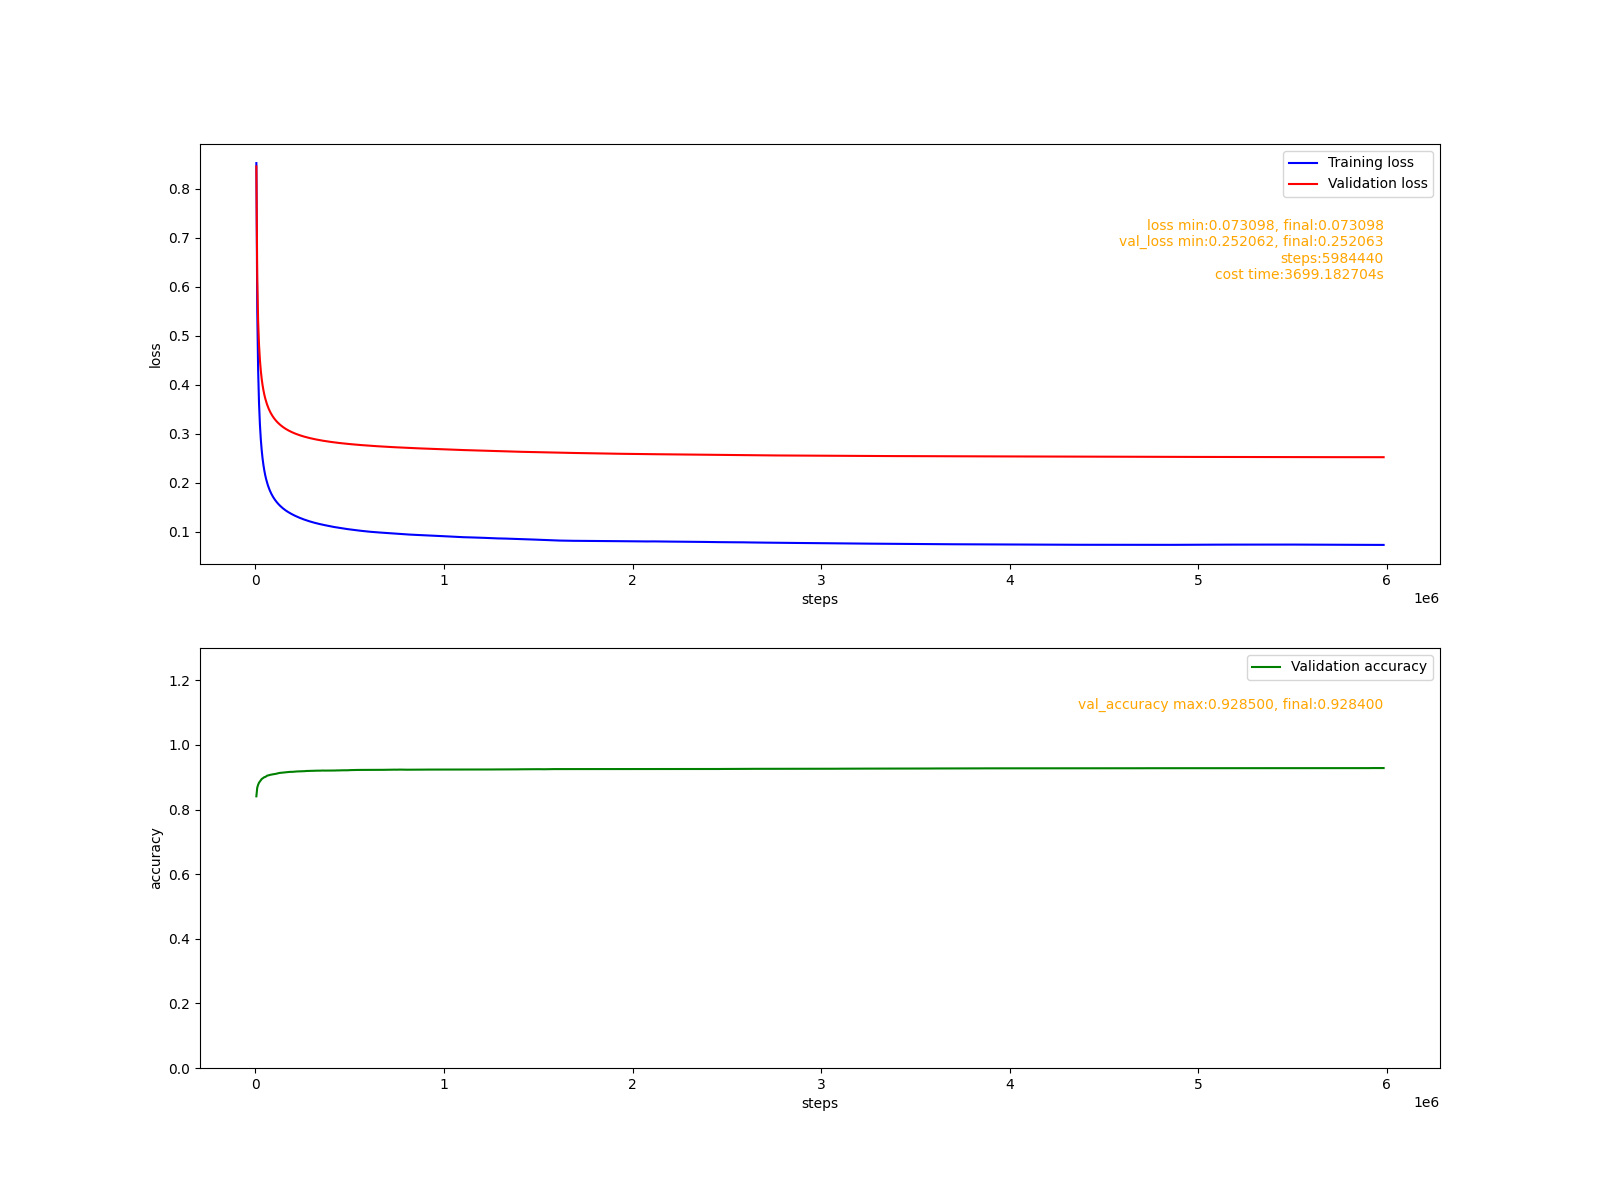 Training loss
Validation loss
loss min:0.073098, final:0.073098
val_loss min:0.252062, final:0.252063
steps:5984440
cost time:3699.182704s
0.8
0.7
0.6
0.5
0.4
0.3
0.2
0.1
loss
0 1 2 3 4 5 6
steps
1e6
Validation accuracy
val_accuracy max:0.928500, final:0.928400
1.2
1.0
0.8
0.6
0.4
0.2
0.0
accuracy
0 1 2 3 4 5 6
steps
1e6